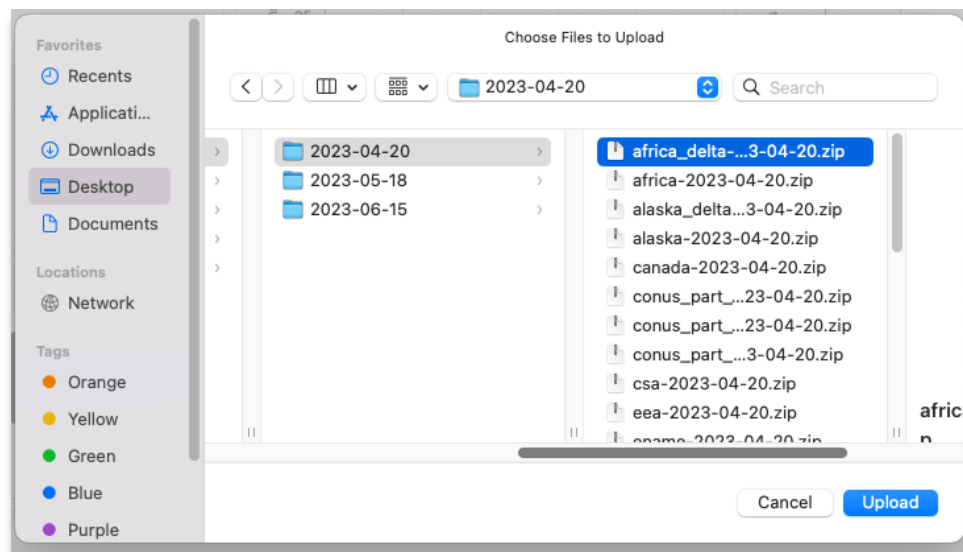 Choose Files to Upload
Favorites
Recents
Applicati...
Downloads
Desktop
Documents
Locations
Network
Tags
Orange
Yellow
Green
Blue
Purple
2023-04-20
Search
2023-04-20
2023-05-18
2023-06-15
africa_delta-...3-04-20.zip
africa-2023-04-20.zip
alaska_delta...3-04-20.zip
alaska-2023-04-20.zip
canada-2023-04-20.zip
conus_part_...23-04-20.zip
conus_part_...23-04-20.zip
conus_part_...3-04-20.zip
csa-2023-04-20.zip
eea-2023-04-20.zip
afric
Cancel
Upload